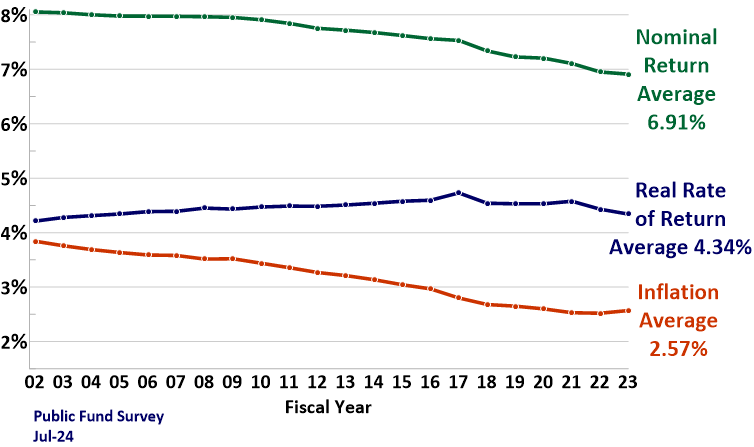 8%
7%
6%
5%
4%
3%
2%
Nominal
Return
Average
6.91%
Real Rate
of Return
Average 4.34%
Inflation
Average
2.57%
02 03 04 05 06 07 08 09 10 11 12 13 14 15 16 17 18 19 20 21 22 23
Fiscal Year
Public Fund Survey
Jul-24